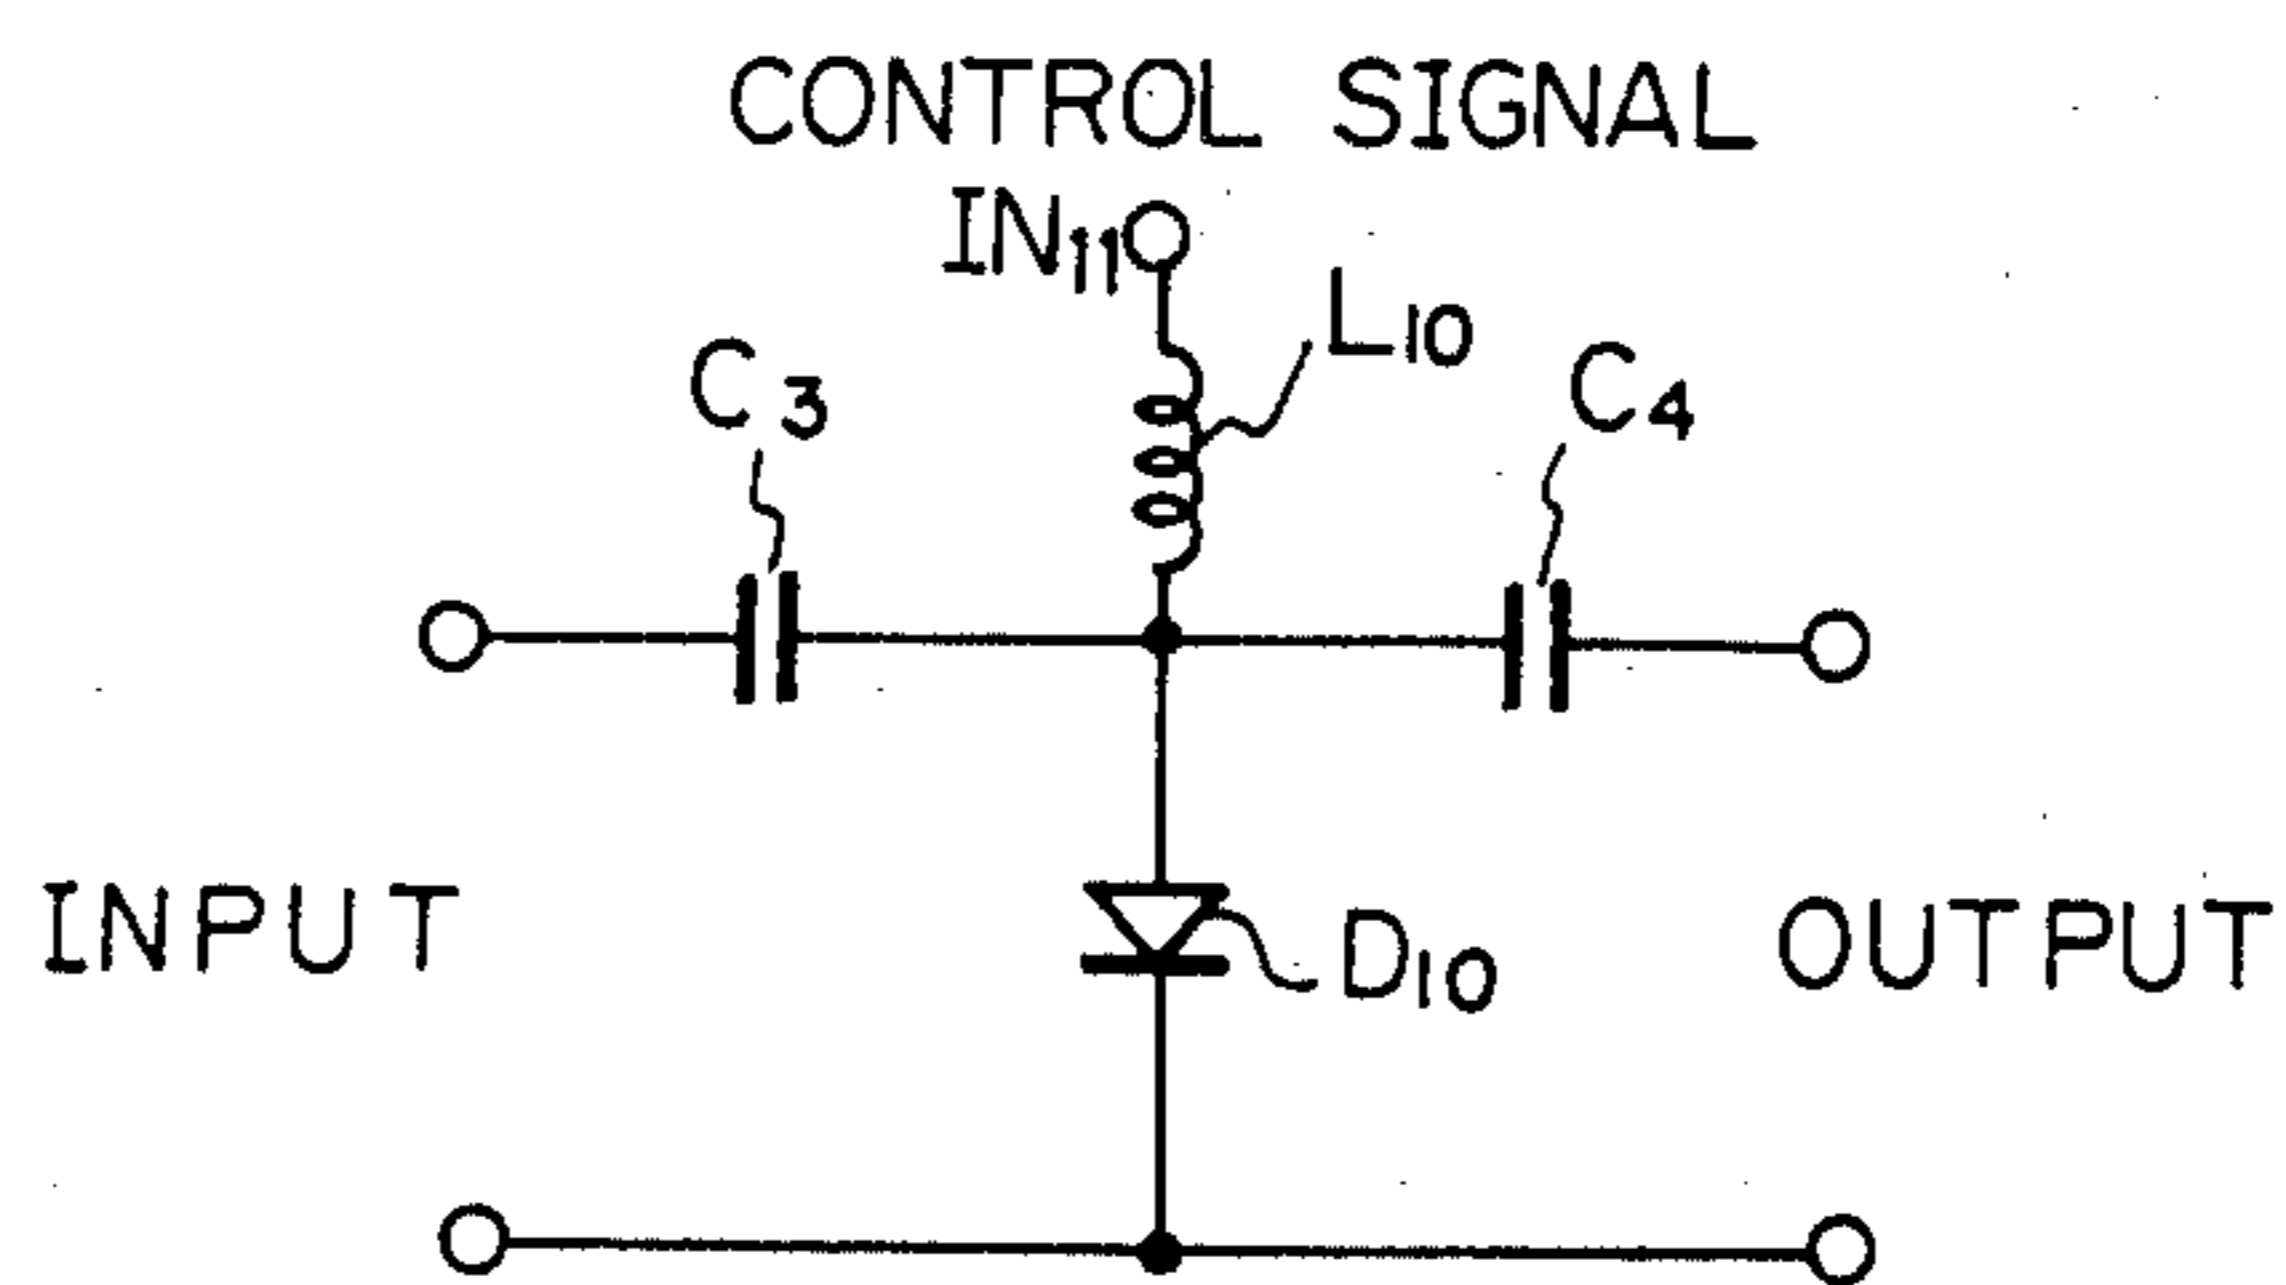 CONTROL SIGNAL
IN11
L10
C3
C4
INPUT
D10
OUTPUT